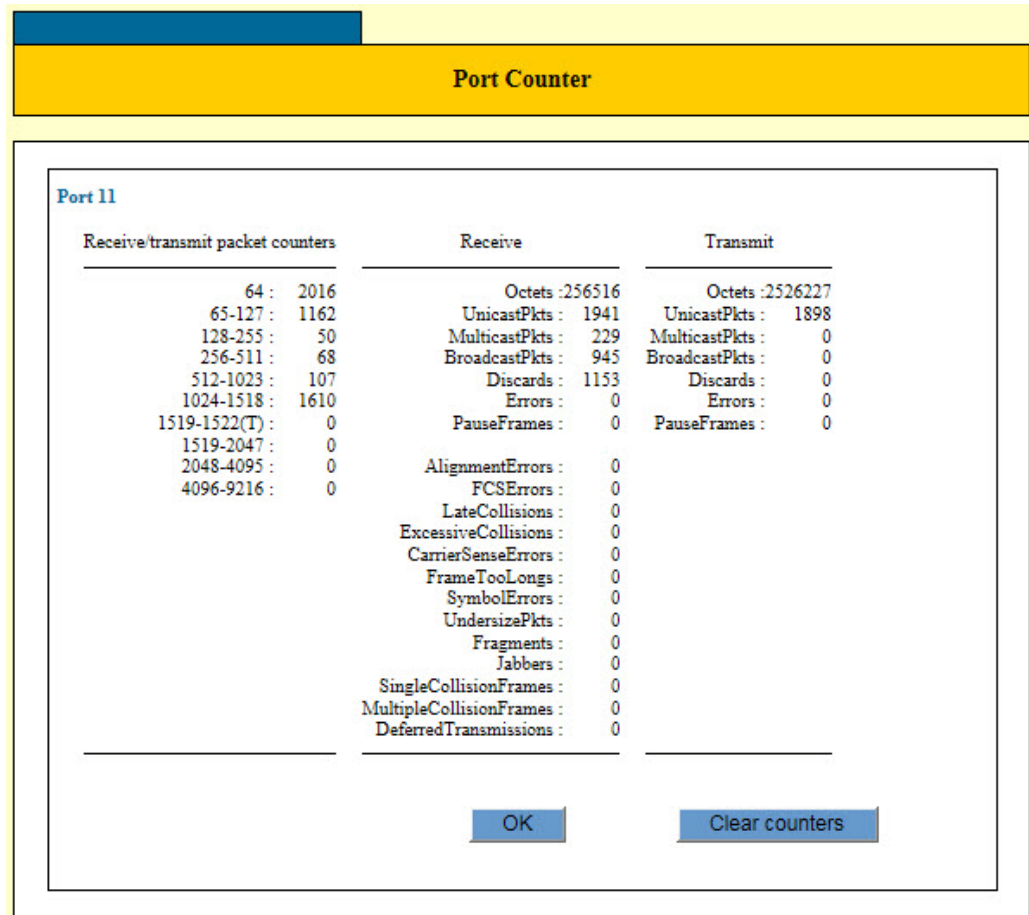 Port Counter
Port 11
Receive/transmit packet counters
64 : 2016
65-127 : 1162
128-255 : 50
256-511 : 68
512-1023 : 107
1024-1518 : 1610
1519-1522(T) : 0
1519-2047 : 0
2048-4095 : 0
4096-9216 : 0
Receive
Octets :256516
UnicastPkts : 1941
MulticastPkts : 229
BroadcastPkts : 945
Discards : 1153
Errors : 0
PauseFrames : 0
AlignmentErrors : 0
FCSErrors : 0
LateCollisions : 0
ExcessiveCollisions : 0
CarrierSenseErrors : 0
FrameTooLongs : 0
SymbolErrors : 0
UndersizePkts : 0
Fragments : 0
Jabbers : 0
SingleCollisionFrames : 0
MultipleCollisionFrames : 0
DeferredTransmissions : 0
Transmit
Octets :2526227
UnicastPkts : 1898
MulticastPkts : 0
BroadcastPkts : 0
Discards : 0
Errors : 0
PauseFrames : 0
OK
Clear counters